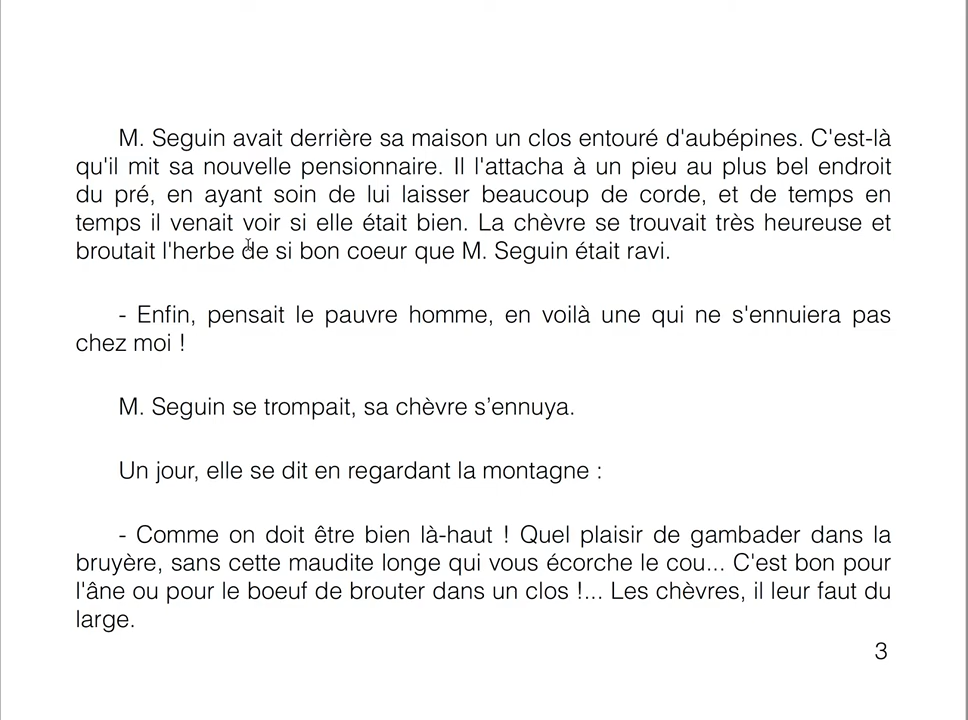 M. Seguin avait derrière sa maison un clos entouré d'aubépines. C'est-là
qu'il mit sa nouvelle pensionnaire. Il l'attacha à un pieu au plus bel endroit
du pré, en ayant soin de lui laisser beaucoup de corde, et de temps en
temps il venait voir si elle était bien. La chèvre se trouvait très heureuse et
broutait l'herbe de si bon coeur que M. Seguin était ravi.
- Enfin, pensait le pauvre homme, en voilà une qui ne s'ennuiera pas
chez moi !
M. Seguin se trompait, sa chèvre s’ennuya.
Un jour, elle se dit en regardant la montagne :
- Comme on doit être bien là-haut ! Quel plaisir de gambader dans la
bruyère, sans cette maudite longe qui vous écorche le cou... C'est bon pour
l'âne ou pour le boeuf de brouter dans un clos !... Les chèvres, il leur faut du
large.
3